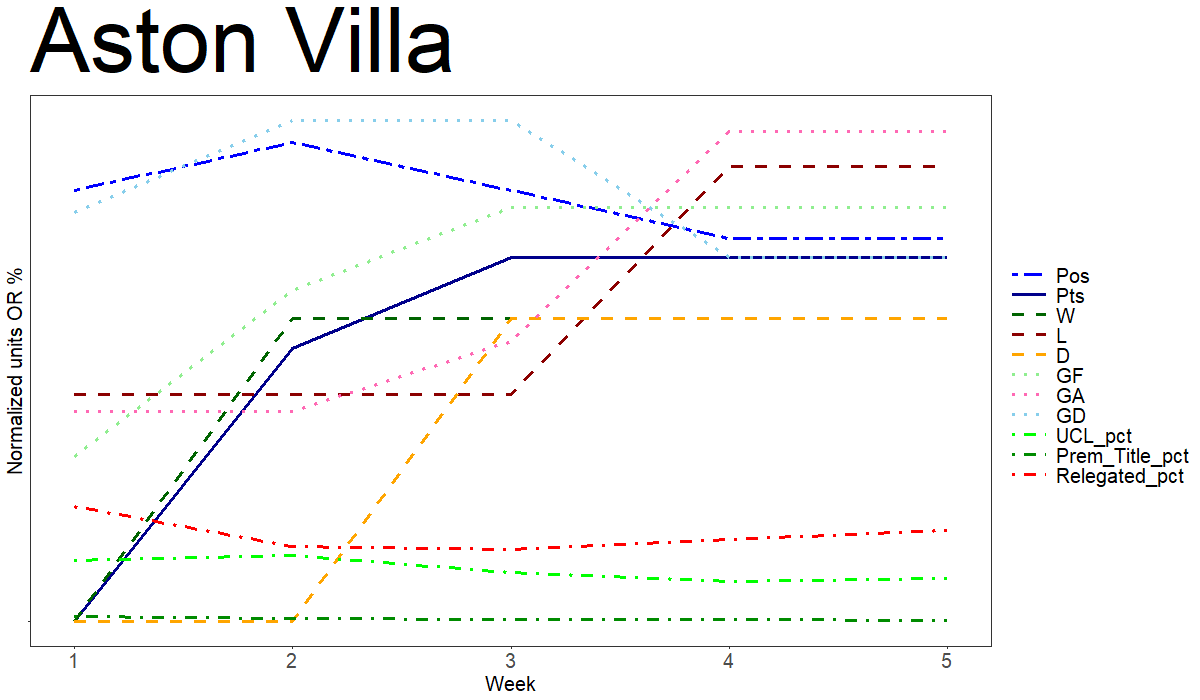 Aston Villa
Normalized units OR %
Pos
Pts
W
L
D
GF
GA
GD
UCL_pct
Prem_Title_pct
Relegated_pct
1 2 3 4 5
Week